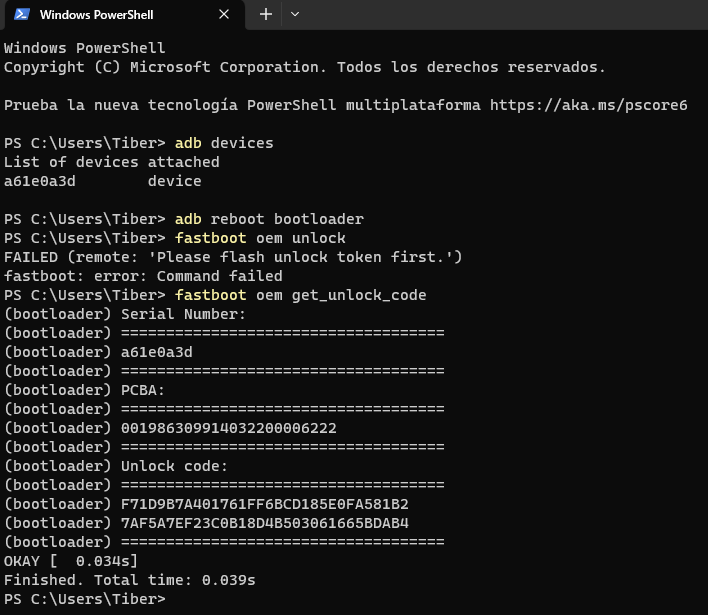 Windows PowerShell
Windows PowerShell
Copyright (C) Microsoft Corporation. Todos los derechos reservados.
Prueba la nueva tecnología PowerShell multiplataforma https://aka.ms/pscore6
PS C:\Users\Tiber> adb devices
List of devices attached
a61e0a3d        device
PS C:\Users\Tiber> adb reboot bootloader
PS C:\Users\Tiber> fastboot oem unlock
FAILED (remote: 'Please flash unlock token first.')
fastboot: error: Command failed
PS C:\Users\Tiber> fastboot oem get_unlock_code
(bootloader) Serial Number:
(bootloader) ====================================
(bootloader) a61e0a3d
(bootloader) ====================================
(bootloader) PCBA:
(bootloader) ====================================
(bootloader) 001986309914032200006222
(bootloader) ====================================
(bootloader) Unlock code:
(bootloader) ====================================
(bootloader) F71D9B7A401761FF6BCD185E0FA581B2
(bootloader) 7AF5A7EF23C0B18D4B503061665BDAB4
(bootloader) ====================================
OKAY [  0.034s]
Finished. Total time: 0.039s
PS C:\Users\Tiber>